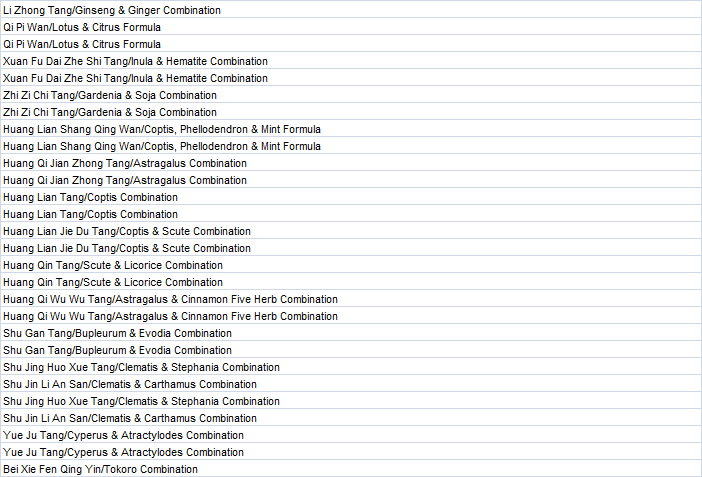 Li Zhong Tang/Ginseng & Ginger Combination
Qi Pi Wan/Lotus & Citrus Formula
Qi Pi Wan/Lotus & Citrus Formula
Xuan Fu Dai Zhe Shi Tang/Inula & Hematite Combination
Xuan Fu Dai Zhe Shi Tang/Inula & Hematite Combination
Zhi Zi Chi Tang/Gardenia & Soja Combination
Zhi Zi Chi Tang/Gardenia & Soja Combination
Huang Lian Shang Qing Wan/Coptis, Phellodendron & Mint Formula
Huang Lian Shang Qing Wan/Coptis, Phellodendron & Mint Formula
Huang Qi Jian Zhong Tang/Astragalus Combination
Huang Qi Jian Zhong Tang/Astragalus Combination
Huang Lian Tang/Coptis Combination
Huang Lian Tang/Coptis Combination
Huang Lian Jie Du Tang/Coptis & Scute Combination
Huang Lian Jie Du Tang/Coptis & Scute Combination
Huang Qin Tang/Scute & Licorice Combination
Huang Qin Tang/Scute & Licorice Combination
Huang Qi Wu Wu Tang/Astragalus & Cinnamon Five Herb Combination
Huang Qi Wu Wu Tang/Astragalus & Cinnamon Five Herb Combination
Shu Gan Tang/Bupleurum & Evodia Combination
Shu Gan Tang/Bupleurum & Evodia Combination
Shu Jing Huo Xue Tang/Clematis & Stephania Combination
Shu Jin Li An San/Clematis & Carthamus Combination
Shu Jing Huo Xue Tang/Clematis & Stephania Combination
Shu Jin Li An San/Clematis & Carthamus Combination
Yue Ju Tang/Cyperus & Atractylodes Combination
Yue Ju Tang/Cyperus & Atractylodes Combination
Bei Xie Fen Qing Yin/Tokoro Combination